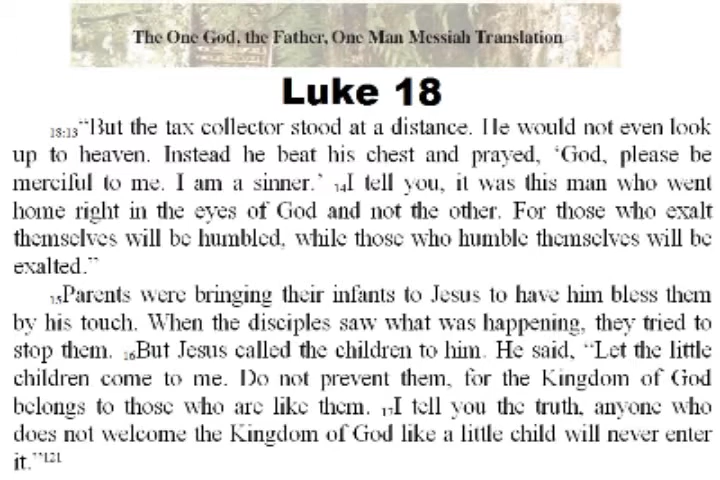 The One God, the Father, One Man Messiah Translation
Luke 18
18:13“But the tax collector stood at a distance. He would not even look
up to heaven. Instead he beat his chest and prayed, ‘God, please be
merciful to me. I am a sinner.’ 14I tell you, it was this man who went
home right in the eyes of God and not the other. For those who exalt
themselves will be humbled, while those who humble themselves will be
exalted.”
15Parents were bringing their infants to Jesus to have him bless them
by his touch. When the disciples saw what was happening, they tried to
stop them. 16But Jesus called the children to him. He said, “Let the little
children come to me. Do not prevent them, for the Kingdom of God
belongs to those who are like them. 17I tell you the truth, anyone who
does not welcome the Kingdom of God like a little child will never enter
it.”121